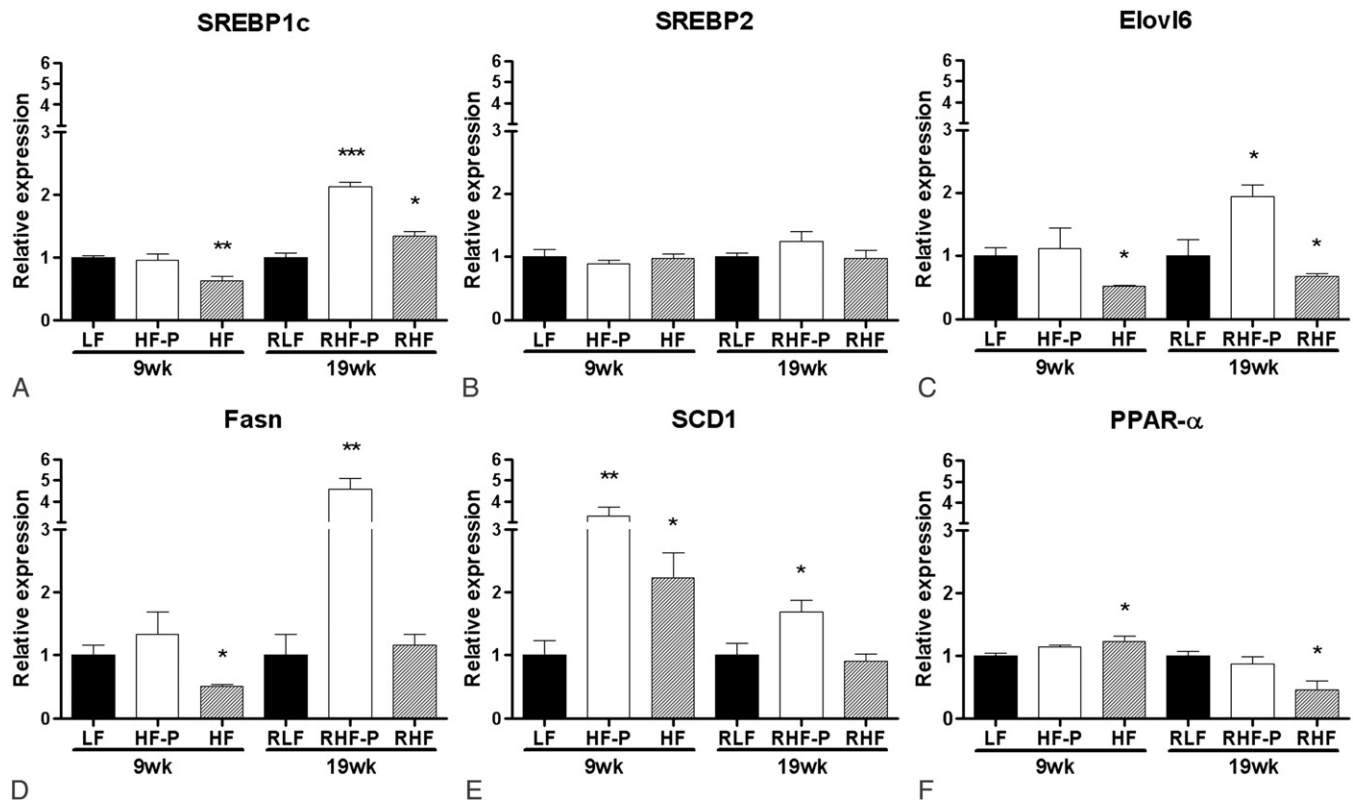 SREBP1c
Relative expression
6
5
4
3
2
1
0
**
***
*
LF HF-P HF RLF RHF-P RHF
9wk 19wk
A
SREBP2
Relative expression
6
5
4
3
2
1
0
LF HF-P HF RLF RHF-P RHF
9wk 19wk
B
Elovl6
Relative expression
6
5
4
3
2
1
0
*
*
*
LF HF-P HF RLF RHF-P RHF
9wk 19wk
C
Fasn
Relative expression
6
5
4
3
2
1
0
*
**
LF HF-P HF RLF RHF-P RHF
9wk 19wk
D
SCD1
Relative expression
6
5
4
3
2
1
0
**
*
*
LF HF-P HF RLF RHF-P RHF
9wk 19wk
E
PPAR-α
Relative expression
6
5
4
3
2
1
0
*
*
LF HF-P HF RLF RHF-P RHF
9wk 19wk
F